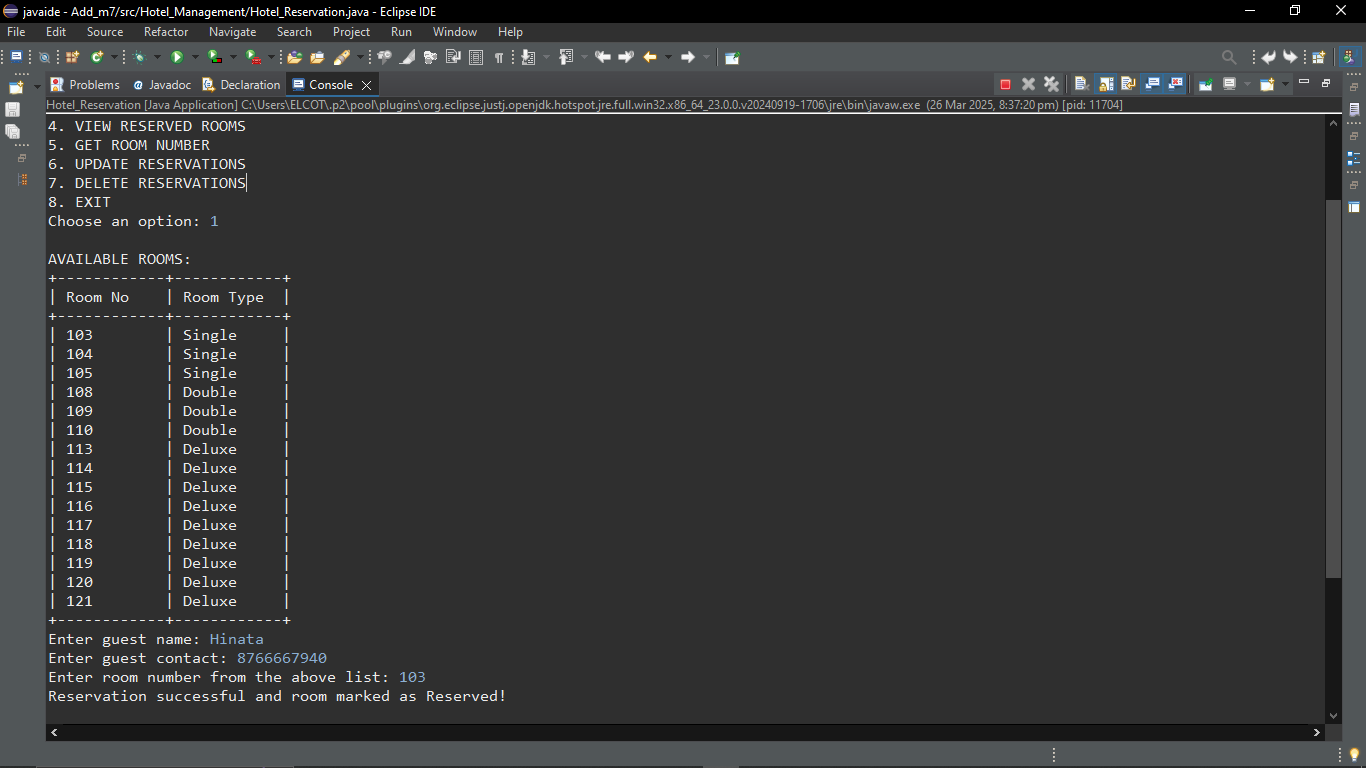 javaide - Add_m7/src/Hotel_Management/Hotel_Reservation.java - Eclipse IDE
File Edit Source Refactor Navigate Search Project Run Window Help
Problems Javadoc Declaration Console
Hotel_Reservation [Java Application] C:\Users\ELCOT\.p2\pool\plugins\org.eclipse.justj.openjdk.hotspot.jre.full.win32.x86_64_23.0.0.v20240919-1706\jre\bin\javaw.exe (26 Mar 2025, 8:37:20 pm) [pid: 11704]
4. VIEW RESERVED ROOMS
5. GET ROOM NUMBER
6. UPDATE RESERVATIONS
7. DELETE RESERVATIONS
8. EXIT
Choose an option: 1
AVAILABLE ROOMS:
+------------+------------+
| Room No    | Room Type  |
+------------+------------+
| 103        | Single     |
| 104        | Single     |
| 105        | Single     |
| 108        | Double     |
| 109        | Double     |
| 110        | Double     |
| 113        | Deluxe     |
| 114        | Deluxe     |
| 115        | Deluxe     |
| 116        | Deluxe     |
| 117        | Deluxe     |
| 118        | Deluxe     |
| 119        | Deluxe     |
| 120        | Deluxe     |
| 121        | Deluxe     |
+------------+------------+
Enter guest name: Hinata
Enter guest contact: 8766667940
Enter room number from the above list: 103
Reservation successful and room marked as Reserved!